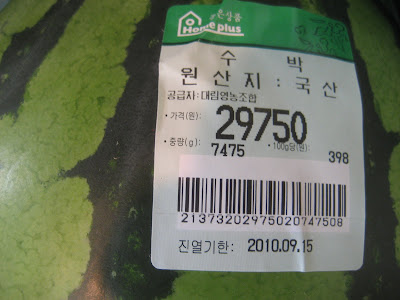 Home plus
수 박
원 산 지 : 국 산
공급자: 대림영농조합
·가격(원): 29750
·중량(g): 7475 ·100g당(원): 398
2137320297502074​7508
진열기한: 2010.09.15